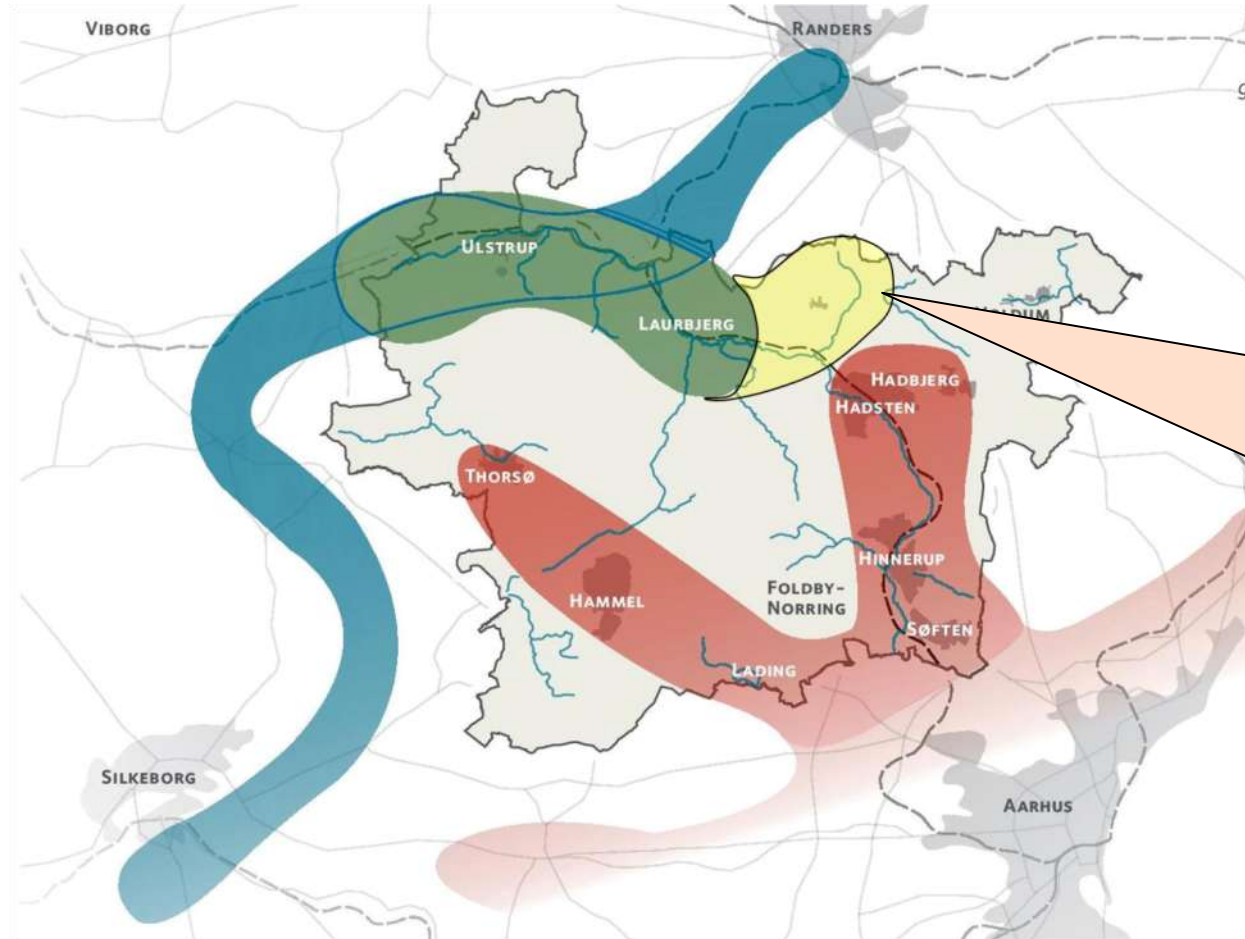 VIBORG
RANDERS
g
ULSTRUP
LAURBJERG
HADBJERG
HADSTEN
THORSØ
HINNERUP
HAMMEL
FOLDBY-
NORRING
SØFTEN
LADING
SILKEBORG
AARHUS